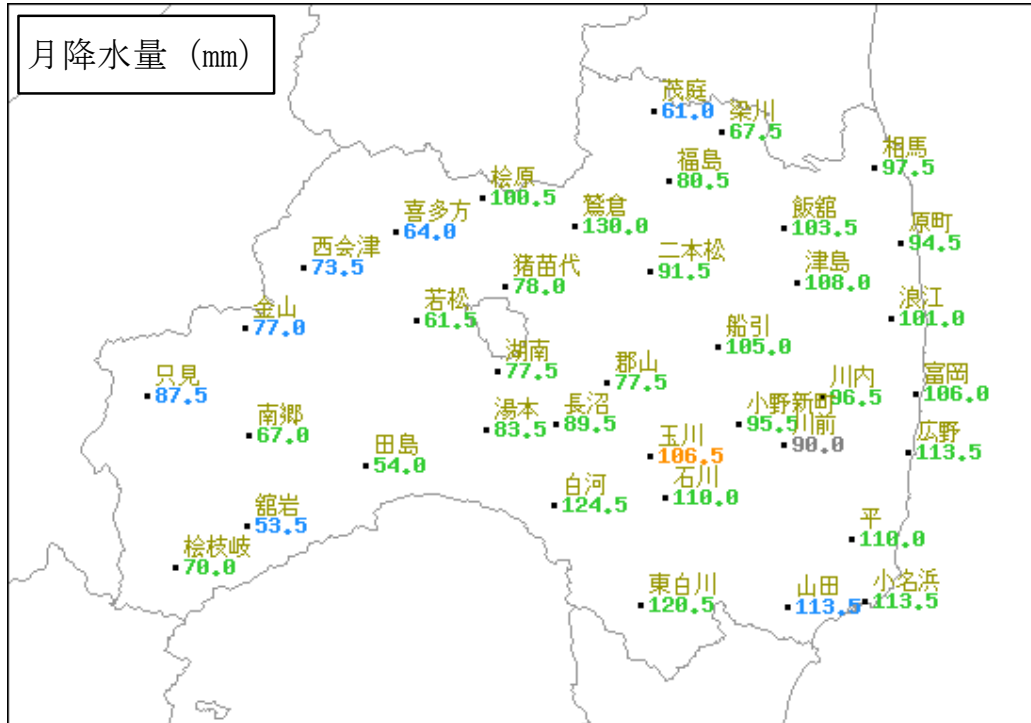 月降水量 (mm)
茂庭
61.0
梁川
67.5
相馬
97.5
福島
80.5
桧原
100.5
鷲倉
130.0
飯舘
103.5
喜多方
64.0
原町
94.5
西会津
73.5
二本松
91.5
津島
108.0
猪苗代
78.0
若松
61.5
浪江
101.0
金山
77.0
船引
105.0
湖南
77.5
郡山
77.5
只見
87.5
川内
96.5
富岡
106.0
南郷
67.0
湯本
83.5
長沼
89.5
小野新町
95.5
川前
90.0
広野
113.5
田島
54.0
玉川
106.5
石川
110.0
白河
124.5
舘岩
53.5
平
110.0
桧枝岐
70.0
東白川
120.5
山田
113.5
小名浜
113.5